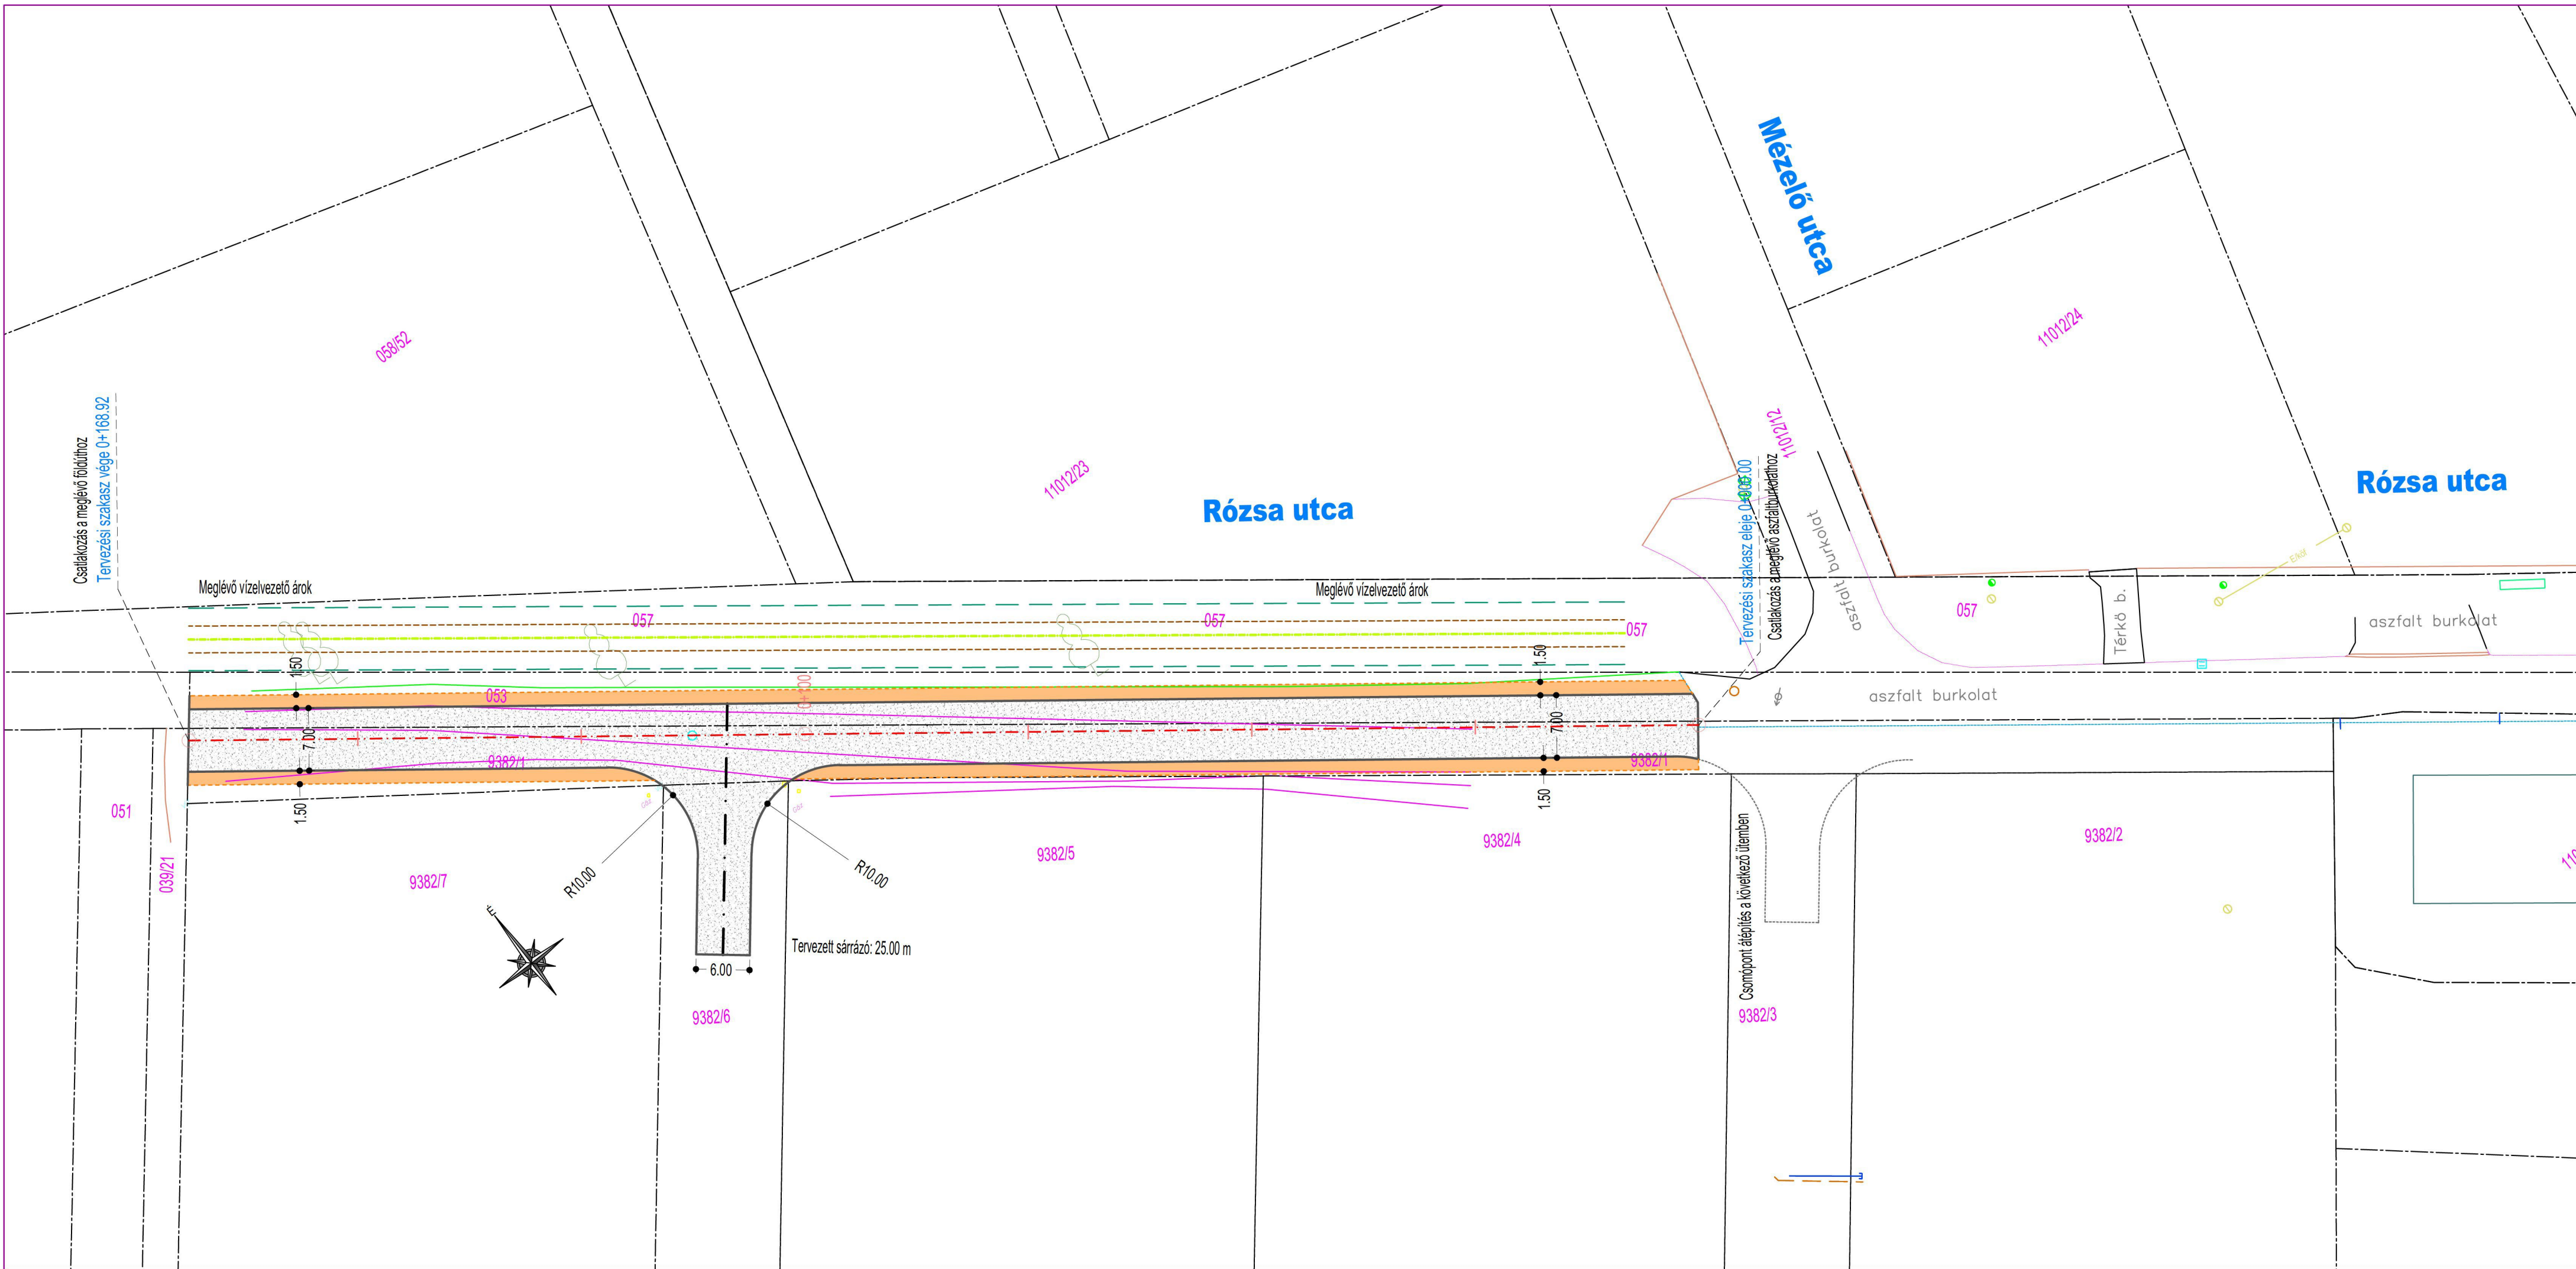 Mézelő utca
11012/24
058/52
Csatlakozás a meglévő földúthoz
Tervezési szakasz vége 0+168.92
11012/23
11012/12
Rózsa utca
Rózsa utca
Tervezési szakasz eleje
Csatlakozás a meglévő aszfaltburkolathoz
aszfalt burkolat
Elköf
Meglévő vízelvezető árok
Meglévő vízelvezető árok
057
057
057
057
Térkő b.
aszfalt burkolat
1.50
1.50
053
0+100
aszfalt burkolat
7.00
7.00
9382/1
9382/1
1.50
1.50
051
039/21
Gáz
Gáz
9382/7
R10.00
R10.00
9382/5
9382/4
9382/2
Csomópont átépítés a következő ütemben
É
Tervezett sárrázó: 25.00 m
6.00
9382/6
9382/3